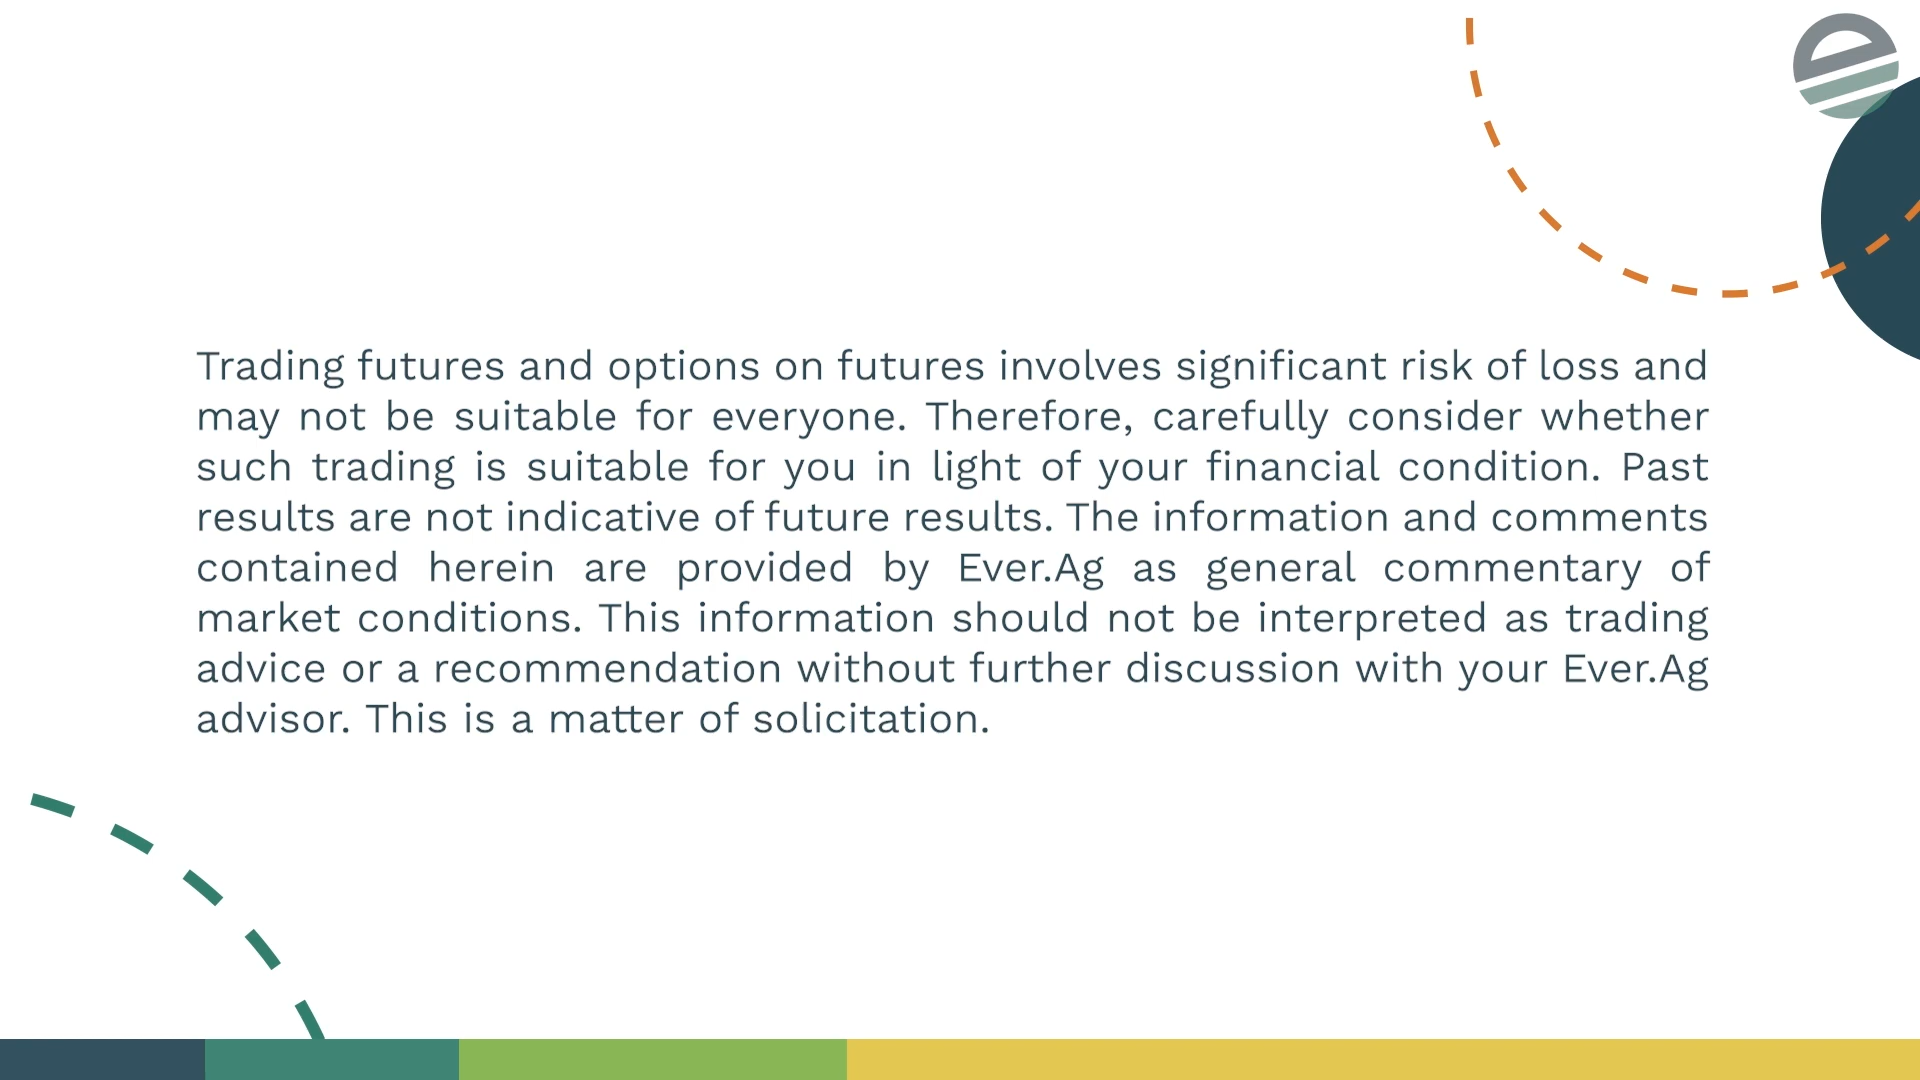 Trading futures and options on futures involves significant risk of loss and
may not be suitable for everyone. Therefore, carefully consider whether
such trading is suitable for you in light of your financial condition. Past
results are not indicative of future results. The information and comments
contained herein are provided by Ever.Ag as general commentary of
market conditions. This information should not be interpreted as trading
advice or a recommendation without further discussion with your Ever.Ag
advisor. This is a matter of solicitation.